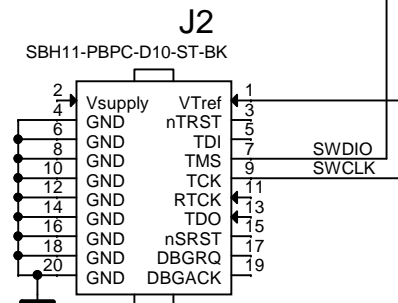 J2
SBH11-PBPC-D10-ST-BK
2 Vsupply VTref 1
4 GND nTRST 3
6 GND TDI 5
8 GND TMS 7 SWDIO
10 GND TCK 9 SWCLK
12 GND RTCK 11
14 GND TDO 13
16 GND nSRST 15
18 GND DBGRQ 17
20 GND DBGACK 19